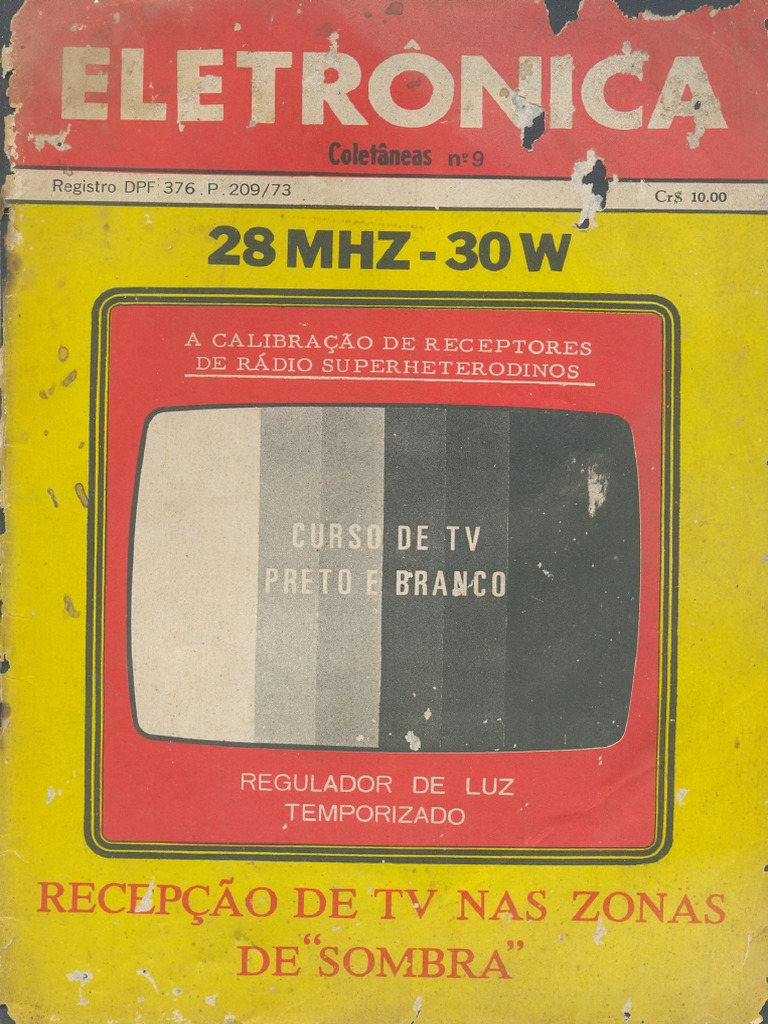 ELETRÔNICA
Coletâneas nº 9
Registro DPF 376.P.209/73
Cr$ 10.00
28 MHZ - 30 W
A CALIBRAÇÃO DE RECEPTORES
DE RÁDIO SUPERHETERODINOS
CURSO DE TV
PRETO E BRANCO
REGULADOR DE LUZ
TEMPORIZADO
RECEPÇÃO DE TV NAS ZONAS
DE "SOMBRA"